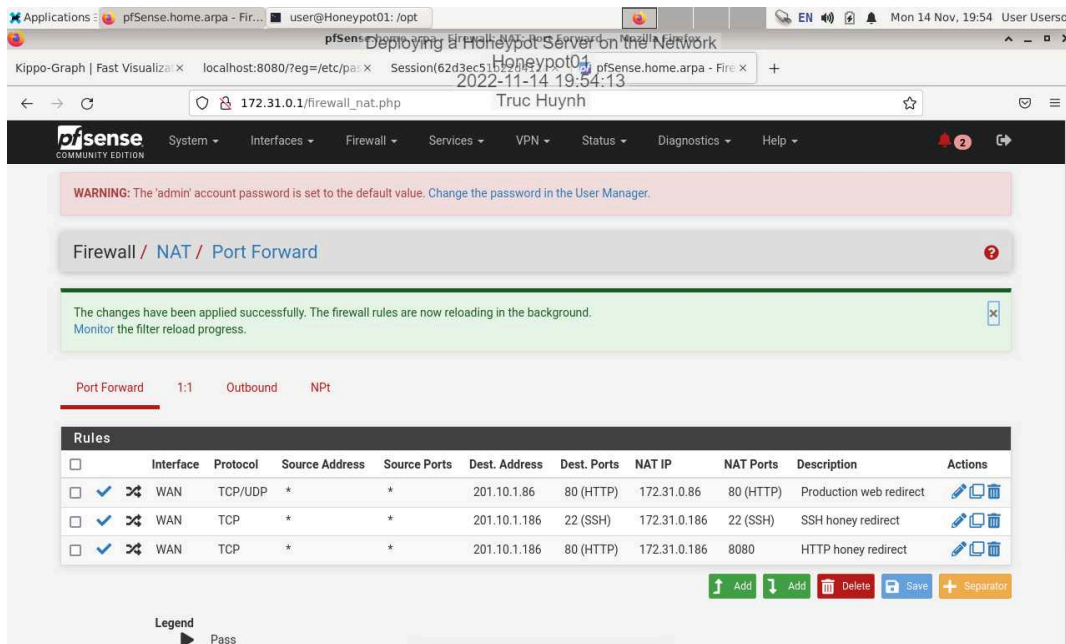 Applications
pfSense.home.arpa - Fir...
user@Honeypot01: /opt
EN
Mon 14 Nov, 19:54
User
Deploying a Honeypot Server on the Network
Honeypot01
2022-11-14 19:54:13
Truc Huynh
Kippo-Graph | Fast Visualiza
localhost:8080/?eg=/etc/pas
pfSense.home.arpa - Fire
172.31.0.1/firewall_nat.php
pfsense
COMMUNITY EDITION
System
Interfaces
Firewall
Services
VPN
Status
Diagnostics
Help
2
WARNING: The 'admin' account password is set to the default value. Change the password in the User Manager.
Firewall / NAT / Port Forward
The changes have been applied successfully. The firewall rules are now reloading in the background.
Monitor the filter reload progress.
Port Forward 1:1 Outbound NPt
Rules
Interface Protocol Source Address Source Ports Dest. Address Dest. Ports NAT IP NAT Ports Description Actions
WAN TCP/UDP * * 201.10.1.86 80 (HTTP) 172.31.0.86 80 (HTTP) Production web redirect
WAN TCP * * 201.10.1.186 22 (SSH) 172.31.0.186 22 (SSH) SSH honey redirect
WAN TCP * * 201.10.1.186 80 (HTTP) 172.31.0.186 8080 HTTP honey redirect
Add Add Delete Save Separator
Legend
Pass